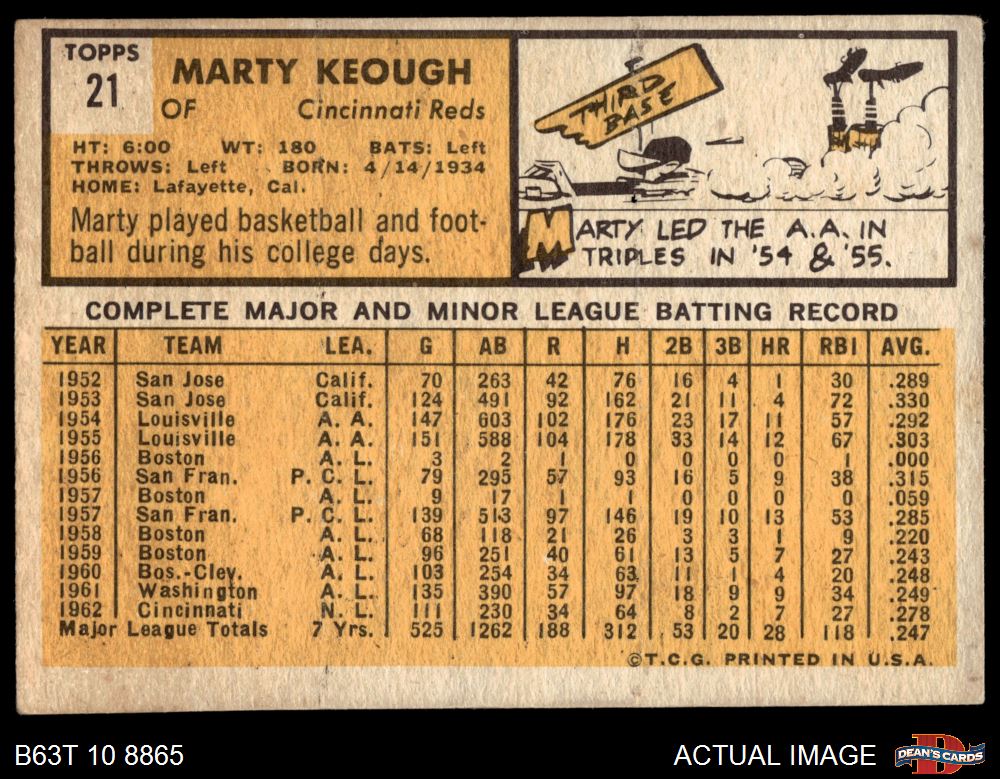 TOPPS
21
MARTY KEOUGH
OF Cincinnati Reds
HT: 6:00 WT: 180 BATS: Left
THROWS: Left BORN: 4/14/1934
HOME: Lafayette, Cal.
Marty played basketball and foot-
ball during his college days.
THIRD
BASE
MARTY LED THE A.A. IN
TRIPLES IN '54 & '55.
COMPLETE MAJOR AND MINOR LEAGUE BATTING RECORD
YEAR TEAM LEA. G AB R H 2B 3B HR RBI AVG.
1952 San Jose Calif. 70 263 42 76 16 4 1 30 .289
1953 San Jose Calif. 124 491 92 162 21 11 4 72 .330
1954 Louisville A. A. 147 603 102 176 23 17 11 57 .292
1955 Louisville A. A. 151 588 104 178 33 14 12 67 .303
1956 Boston A. L. 3 2 1 0 0 0 0 1 .000
1956 San Fran. P. C. L. 79 295 57 93 16 5 9 38 .315
1957 Boston A. L. 9 17 1 1 0 0 0 0 .059
1957 San Fran. P. C. L. 139 513 97 146 19 10 13 53 .285
1958 Boston A. L. 68 118 21 26 3 3 1 9 .220
1959 Boston A. L. 96 251 40 61 13 5 7 27 .243
1960 Bos.-Clev. A. L. 103 254 34 63 11 1 4 20 .248
1961 Washington A. L. 135 390 57 97 18 9 9 34 .249
1962 Cincinnati N. L. 111 230 34 64 8 2 7 27 .278
Major League Totals 7 Yrs. 525 1262 188 312 53 20 28 118 .247
©T.C.G. PRINTED IN U.S.A.
B63T 10 8865
ACTUAL IMAGE
D
DEAN'S CARDS